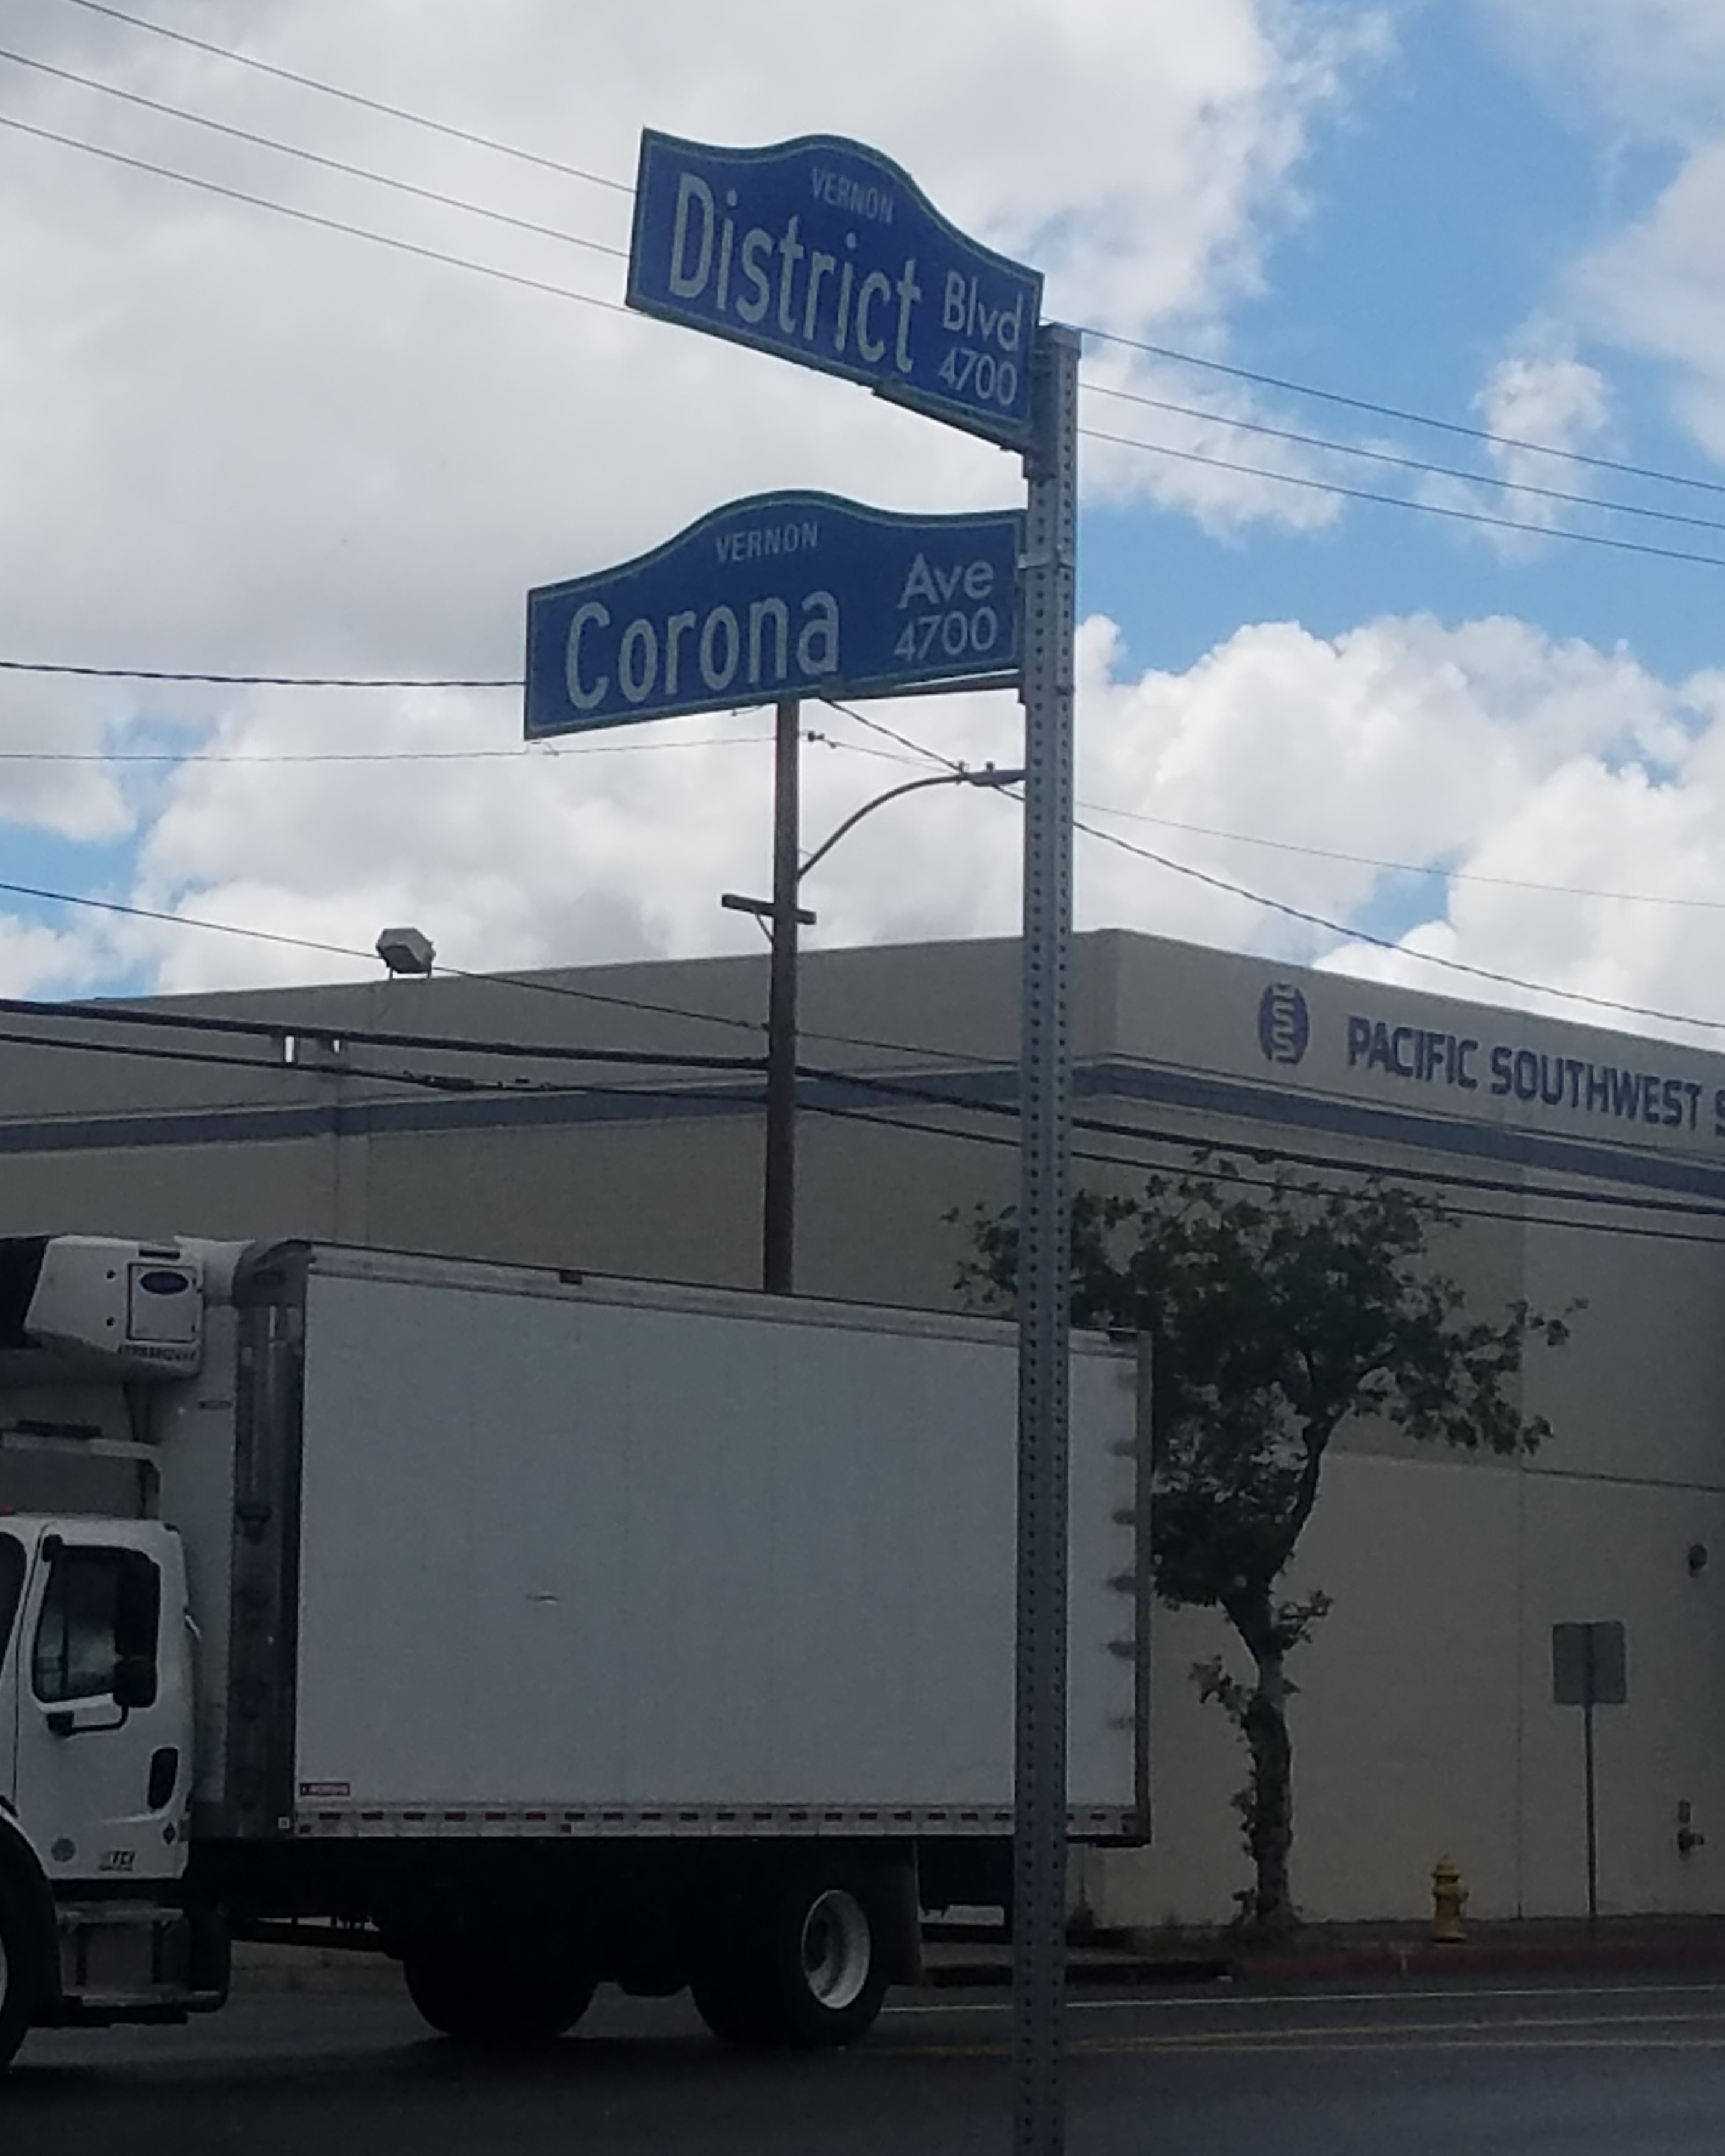 VERNON
District Blvd
4700
VERNON
Corona Ave
4700
PACIFIC SOUTHWEST